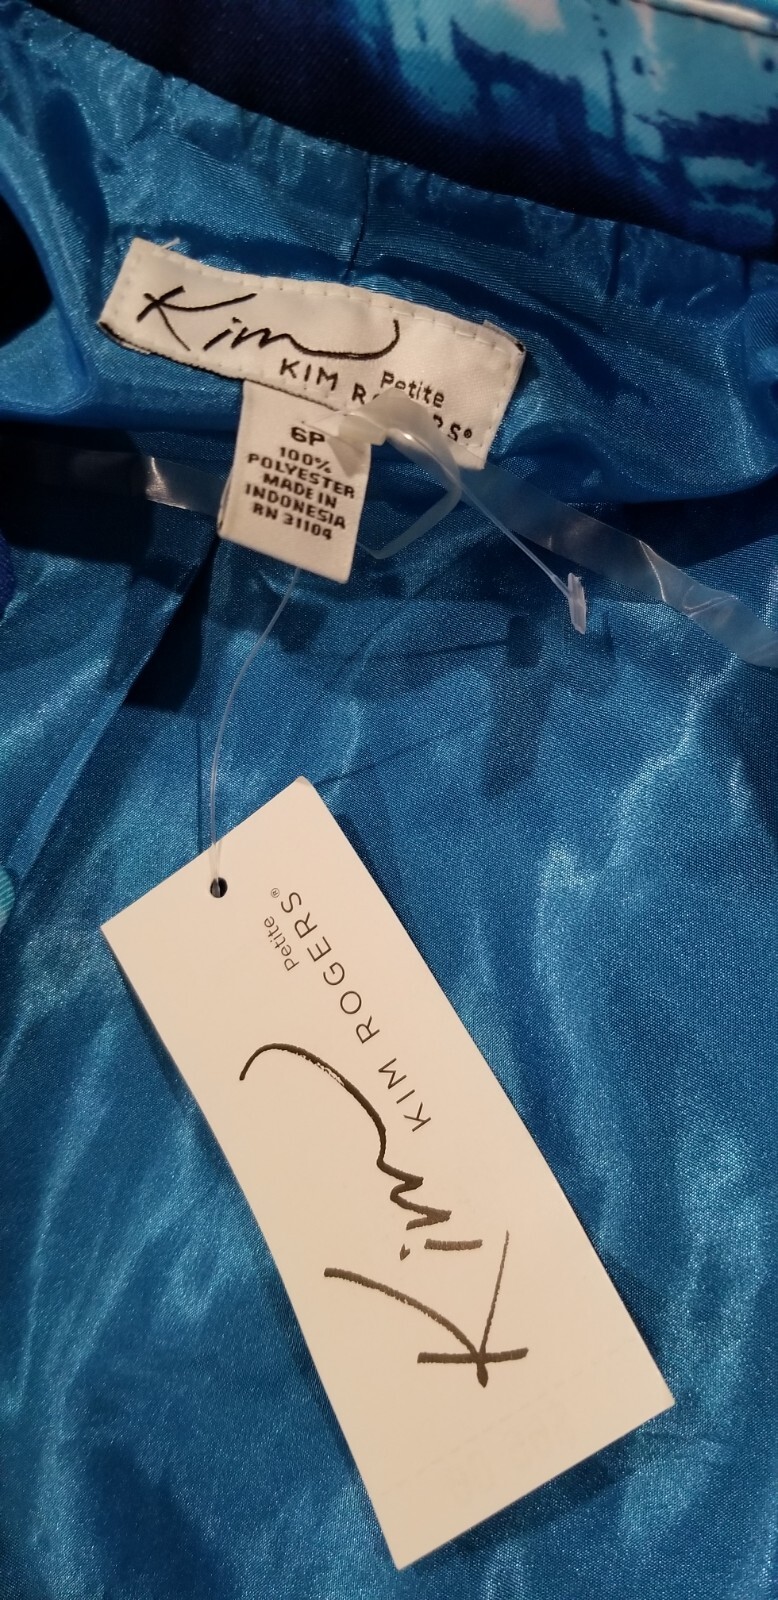 Kim
Petite
KIM
6P
100%
POLYESTER
MADE IN
INDONESIA
RN 31104
Petite
KIM ROGERS®
Kim